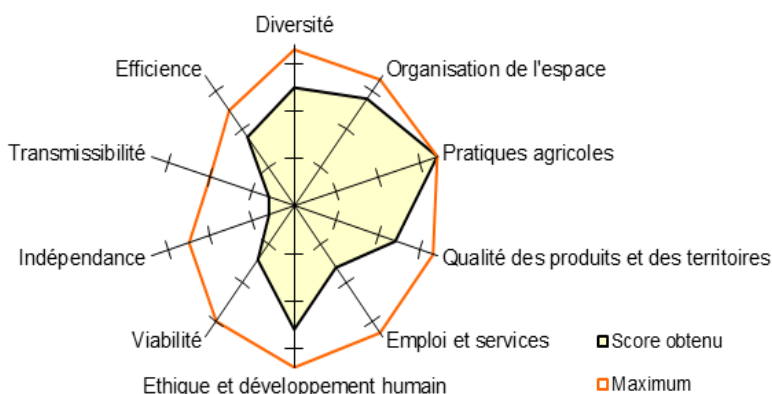 Diversité
Efficience
Organisation de l'espace
Transmissibilité
Pratiques agricoles
Indépendance
Qualité des produits et des territoires
Viabilité
Emploi et services
Score obtenu
Ethique et développement humain
Maximum